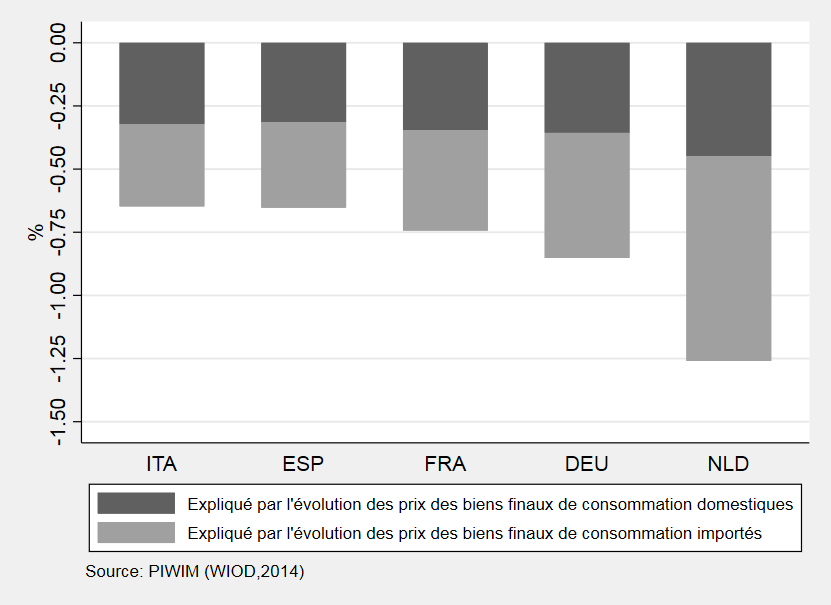 0.00
-0.25
-0.50
-0.75
-1.00
-1.25
-1.50
%
ITA ESP FRA DEU NLD
Expliqué par l'évolution des prix des biens finaux de consommation domestiques
Expliqué par l'évolution des prix des biens finaux de consommation importés
Source: PIWIM (WIOD,2014)